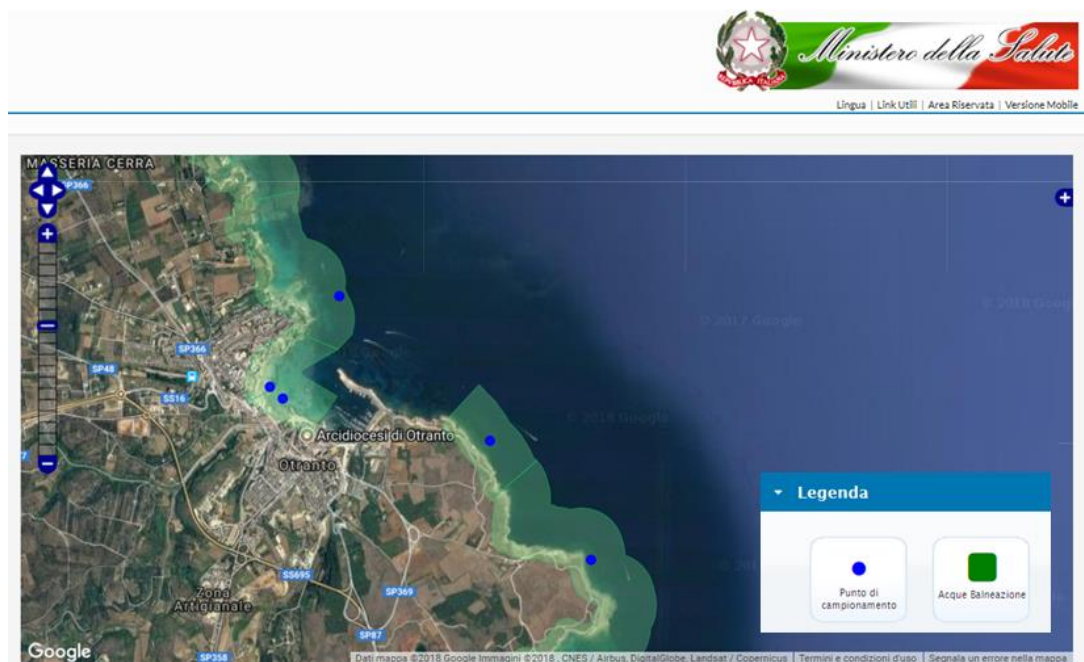 Ministero della Salute
REPVBBLICA ITALIANA
Lingua | Link Utili | Area Riservata | Versione Mobile
MASSERIA CERRA
SP366
© 2018 Google
© 2017 Google
SP366
SP48
SS16
© 2018 Google
Arcidiocesi di Otranto
Otranto
Legenda
SS695
Zona
Artigianale
SP369
Punto di
campionamento
Acque Balneazione
SP87
Google
SP358
Dati mappa ©2018 Google Immagini ©2018 , CNES / Airbus, DigitalGlobe, Landsat / Copernicus | Termini e condizioni d'uso | Segnala un errore nella mappa